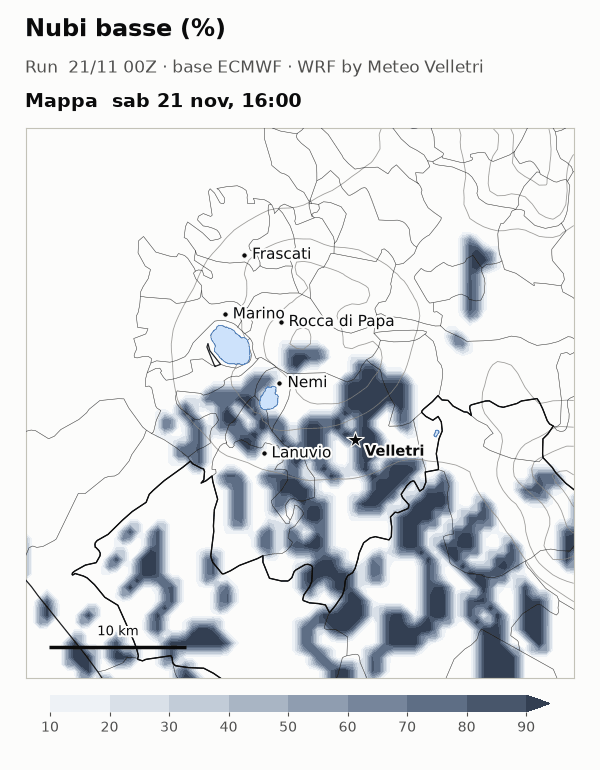 Nubi basse (%)
Run  21/11 00Z · base ECMWF · WRF by Meteo Velletri
Mappa  sab 21 nov, 16:00
Frascati
Marino
Rocca di Papa
Nemi
Velletri
Lanuvio
10 km
10 20 30 40 50 60 70 80 90